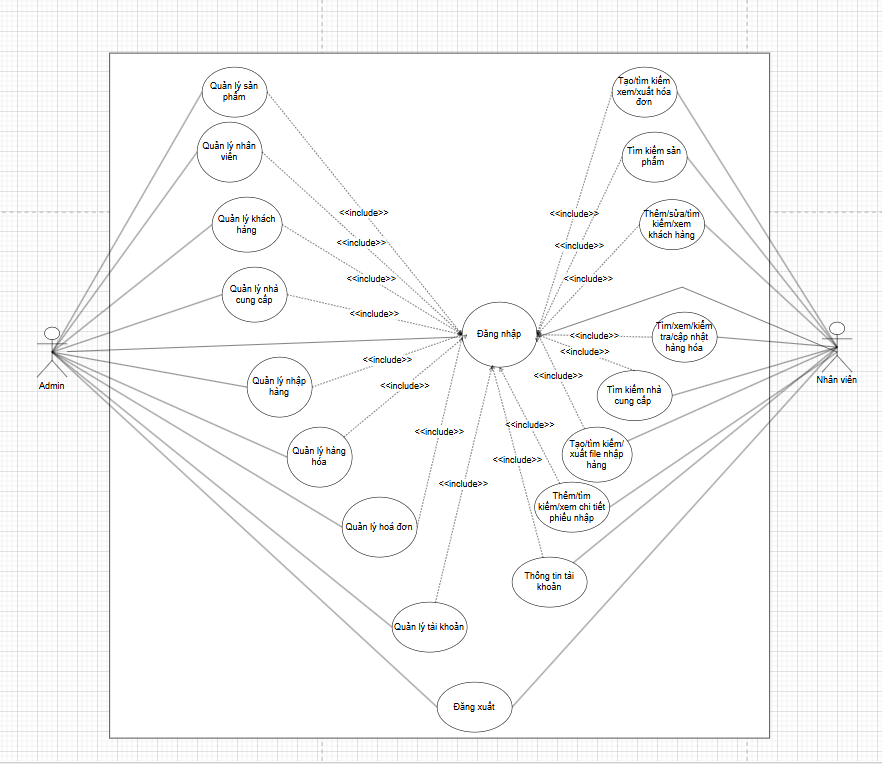 Quản lý sản
phẩm
Quản lý nhân
viên
Quản lý khách
hàng
Quản lý nhà
cung cấp
Quản lý nhập
hàng
Quản lý hàng
hóa
Quản lý hoá đơn
Quản lý tài khoản
Đăng xuất
Admin
<<include>>
<<include>>
<<include>>
<<include>>
<<include>>
<<include>>
<<include>>
<<include>>
Đăng nhập
<<include>>
<<include>>
<<include>>
<<include>>
<<include>>
<<include>>
<<include>>
<<include>>
Tạo/tìm kiếm
xem/xuất hóa
đơn
Tìm kiếm sản
phẩm
Thêm/sửa/tìm
kiếm/xem
khách hàng
Tìm/xem/kiểm
tra/cập nhật
hàng hóa
Tìm kiếm nhà
cung cấp
Tạo/tìm kiếm/
xuất file nhập
hàng
Thêm/tìm
kiếm/xem chi tiết
phiếu nhập
Thông tin tài
khoản
Nhân viên